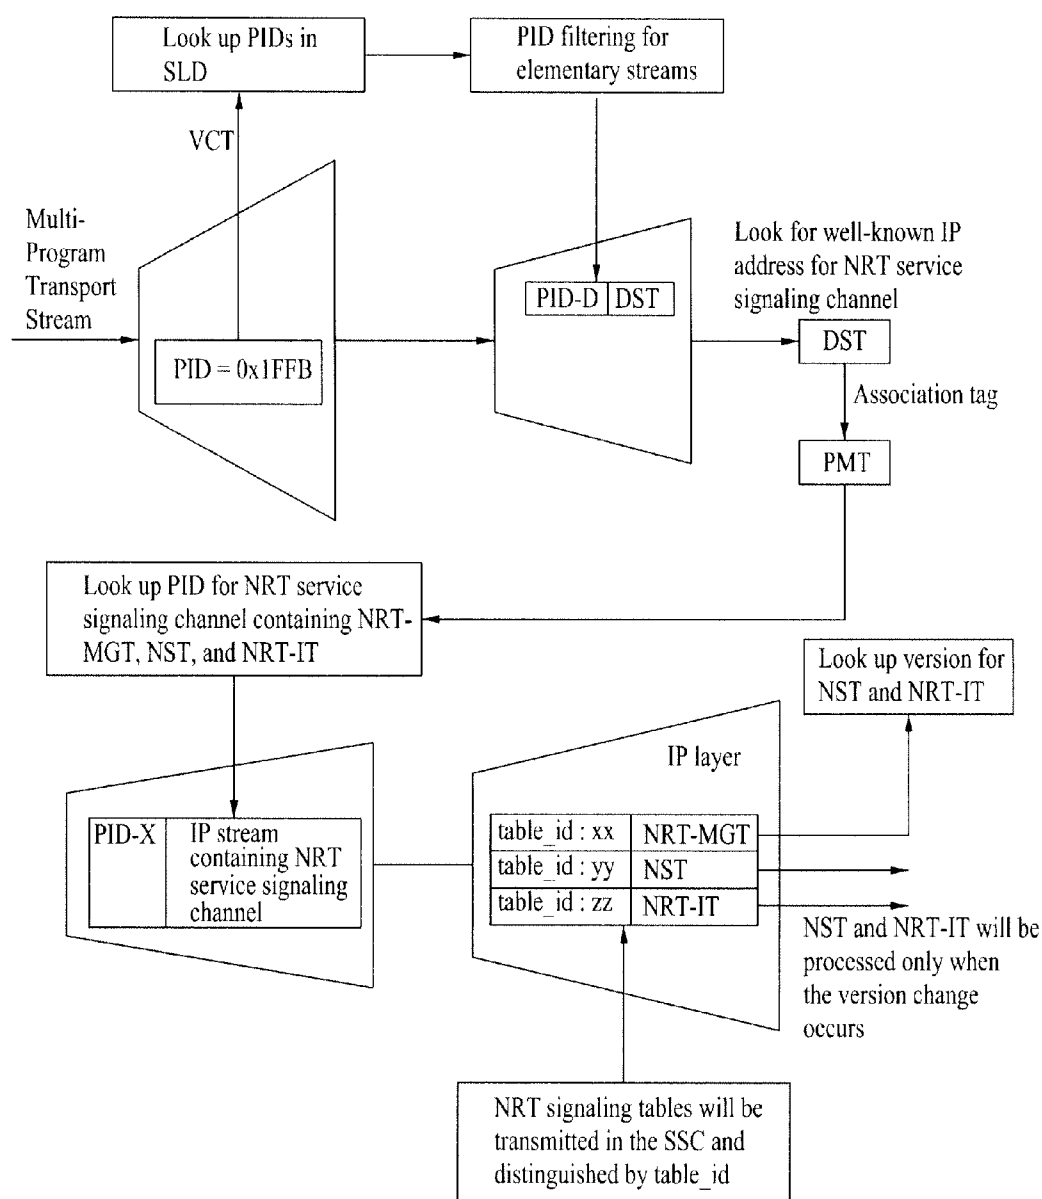 Look up PIDs in
SLD
PID filtering for
elementary streams
VCT
Multi-
Program
Transport
Stream
PID = 0x1FFB
PID-D DST
Look for well-known IP
address for NRT service
signaling channel
DST
Association tag
PMT
Look up PID for NRT service
signaling channel containing NRT-
MGT, NST, and NRT-IT
Look up version for
NST and NRT-IT
IP layer
PID-X
IP stream
containing NRT
service signaling
channel
table_id : xx NRT-MGT
table_id : yy NST
table_id : zz NRT-IT
NST and NRT-IT will be
processed only when
the version change
occurs
NRT signaling tables will be
transmitted in the SSC and
distinguished by table_id